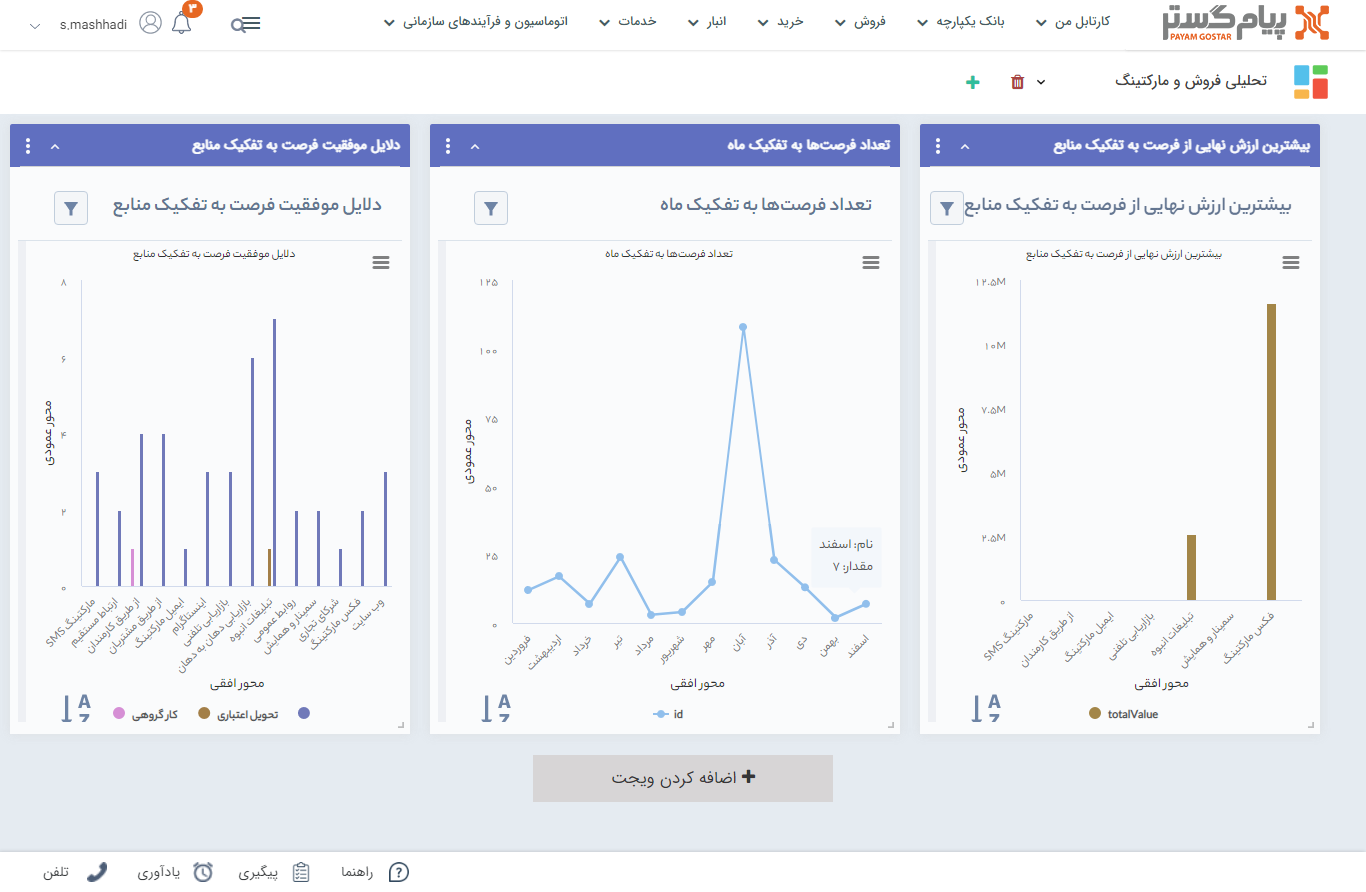 پیام گستر
PAYAM GOSTAR
کارتابل من
بانک یکپارچه
فروش
خرید
انبار
خدمات
اتوماسیون و فرآیندهای سازمانی
۳
s.mashhadi
تحلیلی فروش و مارکتینگ
بیشترین ارزش نهایی از فرصت به تفکیک منابع
بیشترین ارزش نهایی از فرصت به تفکیک منابع
بیشترین ارزش نهایی از فرصت به تفکیک منابع
۱۲.۵M
۱۰M
۷.۵M
۵M
۲.۵M
۰
محور عمودی
مارکتینگ SMS
از طریق کارمندان
ایمیل مارکتینگ
بازاریابی تلفنی
تبلیغات انبوه
سمینار و همایش
فکس مارکتینگ
محور افقی
totalValue
A
Z
تعداد فرصت‌ها به تفکیک ماه
تعداد فرصت‌ها به تفکیک ماه
تعداد فرصت‌ها به تفکیک ماه
۱۲۵
۱۰۰
۷۵
۵۰
۲۵
۰
محور عمودی
نام: اسفند
مقدار: ۷
فروردین
اردیبهشت
خرداد
تیر
مرداد
شهریور
مهر
آبان
آذر
دی
بهمن
اسفند
محور افقی
id
A
Z
دلایل موفقیت فرصت به تفکیک منابع
دلایل موفقیت فرصت به تفکیک منابع
دلایل موفقیت فرصت به تفکیک منابع
۸
۶
۴
۲
۰
محور عمودی
مارکتینگ SMS
ارتباط مستقیم
از طریق کارمندان
از طریق مشتریان
ایمیل مارکتینگ
اینستاگرام
بازاریابی تلفنی
بازاریابی دهان به دهان
تبلیغات انبوه
روابط عمومی
سمینار و همایش
شرکای تجاری
فکس مارکتینگ
وب سایت
محور افقی
تحویل اعتباری
کار گروهی
A
Z
اضافه کردن ویجت
راهنما
پیگیری
یادآوری
تلفن